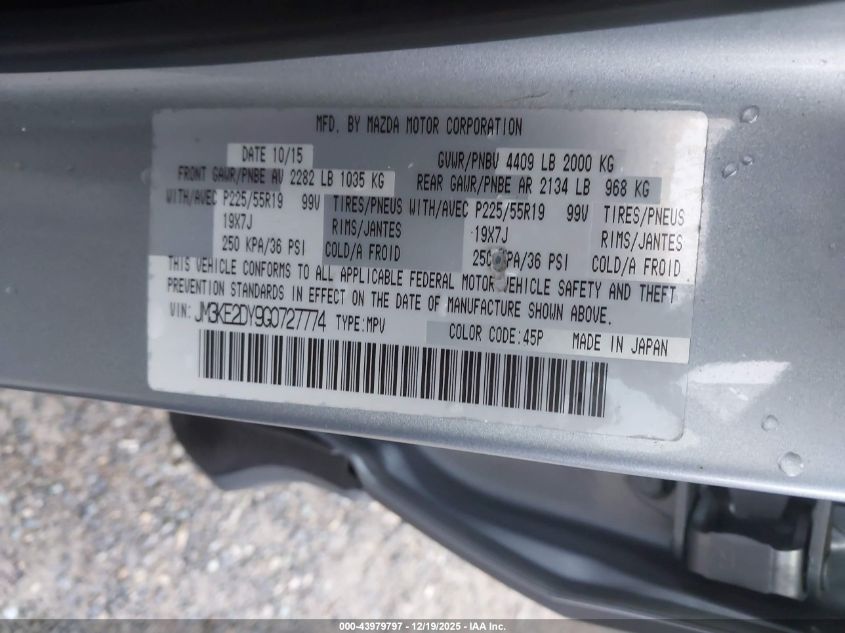 MFD. BY MAZDA MOTOR CORPORATION
DATE 10/15 GVWR/PNBV 4409 LB 2000 KG
FRONT GAWR/PNBE AV 2282 LB 1035 KG REAR GAWR/PNBE AR 2134 LB 968 KG
WITH/AVEC P225/55R19 99V TIRES/PNEUS WITH/AVEC P225/55R19 99V TIRES/PNEUS
19X7J RIMS/JANTES 19X7J RIMS/JANTES
250 KPA/36 PSI COLD/A FROID 250 KPA/36 PSI COLD/A FROID
THIS VEHICLE CONFORMS TO ALL APPLICABLE FEDERAL MOTOR VEHICLE SAFETY AND THEFT
PREVENTION STANDARDS IN EFFECT ON THE DATE OF MANUFACTURE SHOWN ABOVE.
VIN: JM3KE2DY9G0727774 TYPE:MPV COLOR CODE:45P MADE IN JAPAN
000-43979797 - 12/19/2025 - IAA Inc.